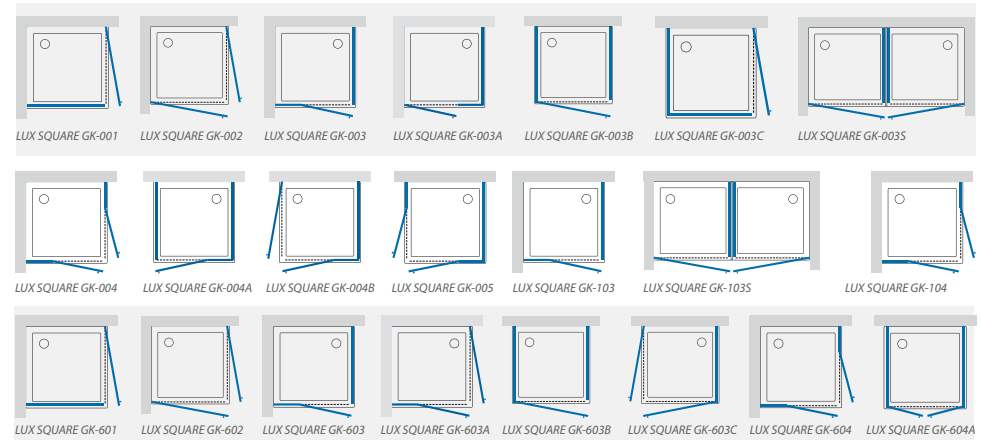 LUX SQUARE GK-001 LUX SQUARE GK-002 LUX SQUARE GK-003 LUX SQUARE GK-003A LUX SQUARE GK-003B LUX SQUARE GK-003C LUX SQUARE GK-003S
LUX SQUARE GK-004 LUX SQUARE GK-004A LUX SQUARE GK-004B LUX SQUARE GK-005 LUX SQUARE GK-103 LUX SQUARE GK-103S LUX SQUARE GK-104
LUX SQUARE GK-601 LUX SQUARE GK-602 LUX SQUARE GK-603 LUX SQUARE GK-603A LUX SQUARE GK-603B LUX SQUARE GK-603C LUX SQUARE GK-604 LUX SQUARE GK-604A